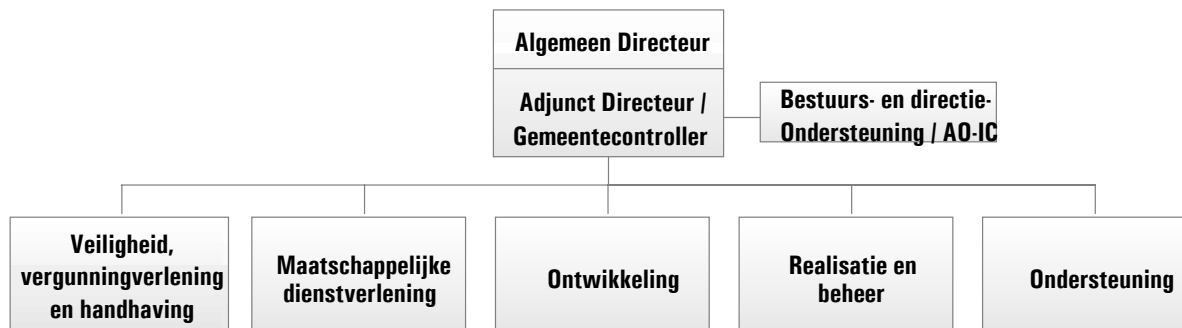 Algemeen Directeur
Adjunct Directeur /
Gemeentecontroller
Bestuurs- en directie-
Ondersteuning / AO-IC
Veiligheid,
vergunningverlening
en handhaving
Maatschappelijke
dienstverlening
Ontwikkeling
Realisatie en
beheer
Ondersteuning